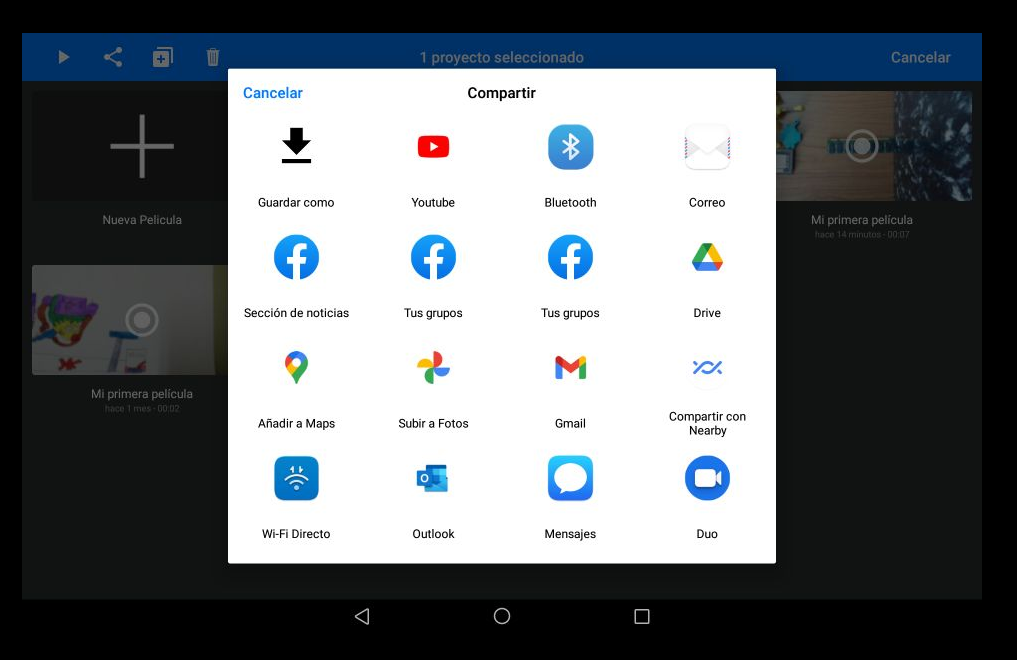 1 proyecto seleccionado
Cancelar
Cancelar
Compartir
Guardar como
Youtube
Bluetooth
Correo
Nueva Pelicula
Mi primera película
hace 14 minutos - 00:07
Sección de noticias
Tus grupos
Tus grupos
Drive
Mi primera película
hace 1 mes - 00:02
Añadir a Maps
Subir a Fotos
Gmail
Compartir con
Nearby
Wi-Fi Directo
Outlook
Mensajes
Duo